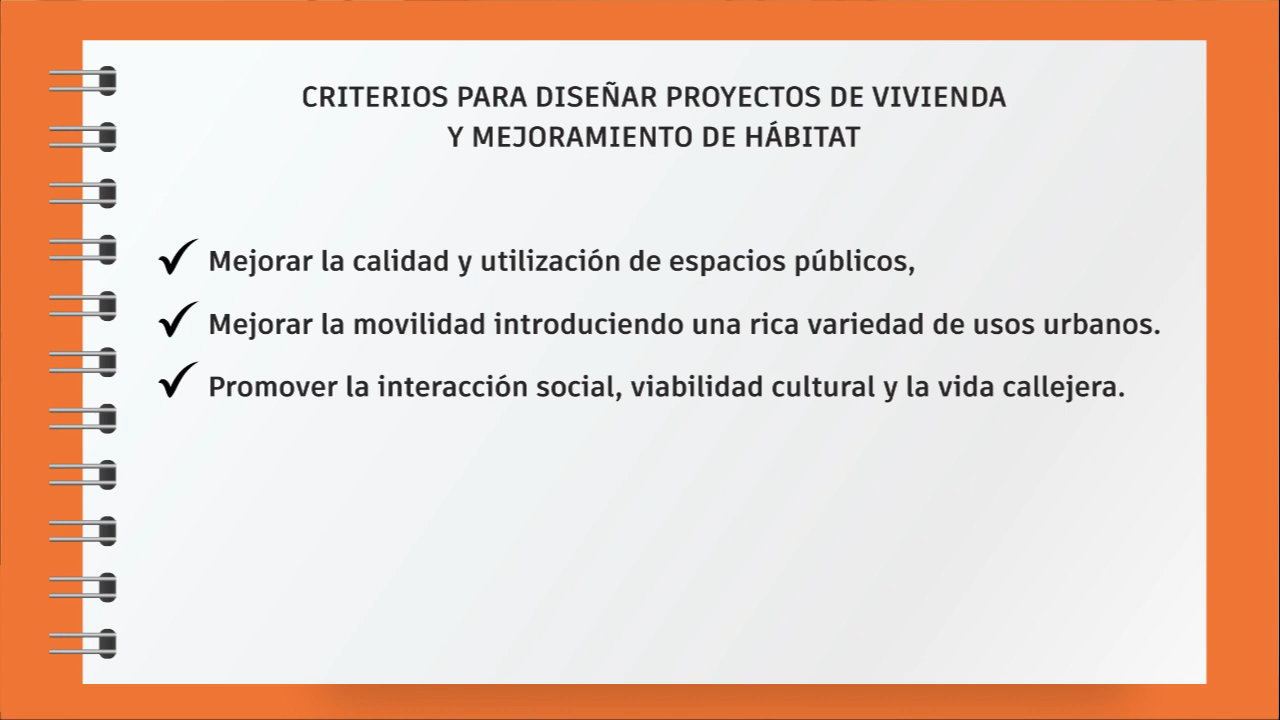 CRITERIOS PARA DISEÑAR PROYECTOS DE VIVIENDA
Y MEJORAMIENTO DE HÁBITAT
Mejorar la calidad y utilización de espacios públicos,
Mejorar la movilidad introduciendo una rica variedad de usos urbanos.
Promover la interacción social, viabilidad cultural y la vida callejera.